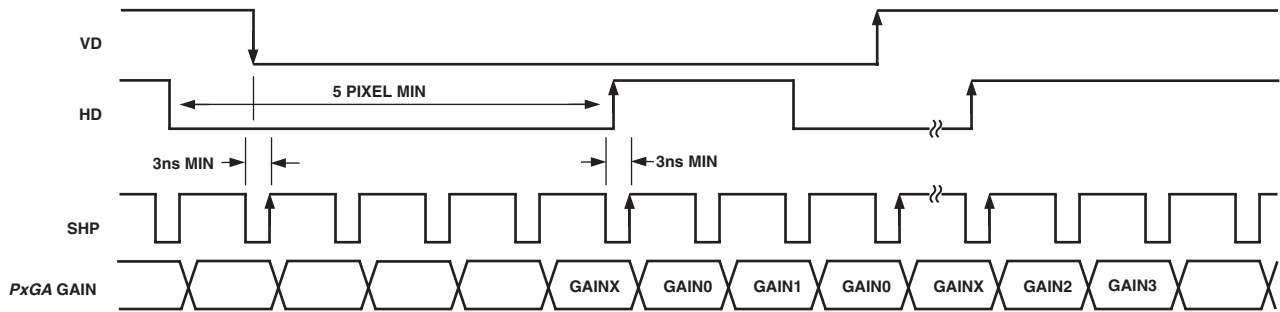 VD
HD
5 PIXEL MIN
3ns MIN
3ns MIN
SHP
PxGA GAIN
GAINX
GAIN0
GAIN1
GAIN0
GAINX
GAIN2
GAIN3